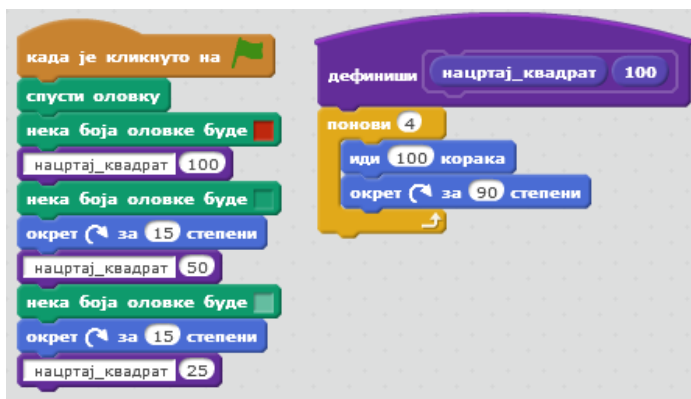 када је кликнуто на
спусти оловку
нека боја оловке буде
нацртај_квадрат 100
нека боја оловке буде
окрет за 15 степени
нацртај_квадрат 50
нека боја оловке буде
окрет за 15 степени
нацртај_квадрат 25
дефиниши нацртај_квадрат 100
понови 4
иди 100 корака
окрет за 90 степени